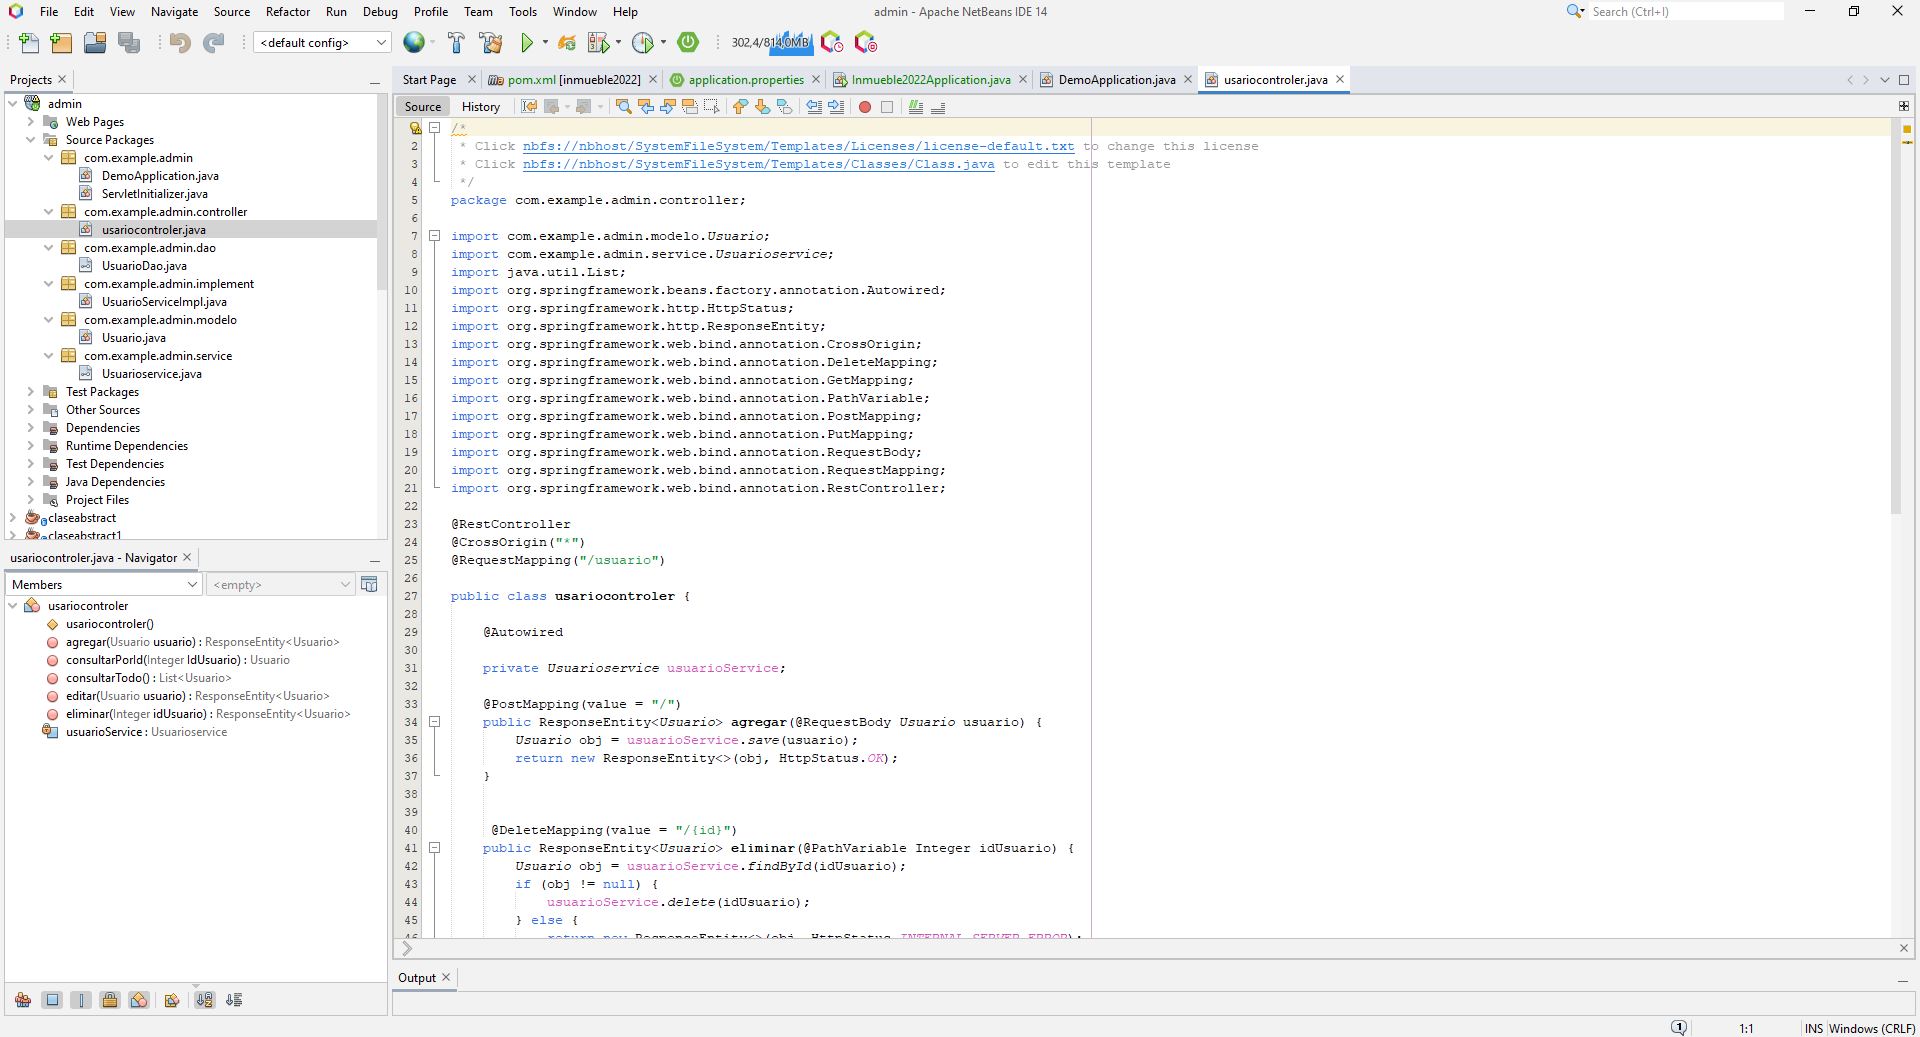 File Edit View Navigate Source Refactor Run Debug Profile Team Tools Window Help
admin - Apache NetBeans IDE 14
Search (Ctrl+I)
<default config>
302,4/814,0MB
Projects
admin
Web Pages
Source Packages
com.example.admin
DemoApplication.java
ServletInitializer.java
com.example.admin.controller
usariocontroler.java
com.example.admin.dao
UsuarioDao.java
com.example.admin.implement
UsuarioServiceImpl.java
com.example.admin.modelo
Usuario.java
com.example.admin.service
Usuarioservice.java
Test Packages
Other Sources
Dependencies
Runtime Dependencies
Test Dependencies
Java Dependencies
Project Files
claseabstract
claseabstract1
usariocontroler.java - Navigator
Members
<empty>
usariocontroler
usariocontroler()
agregar(Usuario usuario) : ResponseEntity<Usuario>
consultarPorId(Integer IdUsuario) : Usuario
consultarTodo() : List<Usuario>
editar(Usuario usuario) : ResponseEntity<Usuario>
eliminar(Integer idUsuario) : ResponseEntity<Usuario>
usuarioService : Usuarioservice
Start Page pom.xml [inmueble2022] application.properties Inmueble2022Application.java DemoApplication.java usariocontroler.java
Source History
/*
2 * Click nbfs://nbhost/SystemFileSystem/Templates/Licenses/license-default.txt to change this license
3 * Click nbfs://nbhost/SystemFileSystem/Templates/Classes/Class.java to edit this template
4 */
5 package com.example.admin.controller;
6
7 import com.example.admin.modelo.Usuario;
8 import com.example.admin.service.Usuarioservice;
9 import java.util.List;
10 import org.springframework.beans.factory.annotation.Autowired;
11 import org.springframework.http.HttpStatus;
12 import org.springframework.http.ResponseEntity;
13 import org.springframework.web.bind.annotation.CrossOrigin;
14 import org.springframework.web.bind.annotation.DeleteMapping;
15 import org.springframework.web.bind.annotation.GetMapping;
16 import org.springframework.web.bind.annotation.PathVariable;
17 import org.springframework.web.bind.annotation.PostMapping;
18 import org.springframework.web.bind.annotation.PutMapping;
19 import org.springframework.web.bind.annotation.RequestBody;
20 import org.springframework.web.bind.annotation.RequestMapping;
21 import org.springframework.web.bind.annotation.RestController;
22
23 @RestController
24 @CrossOrigin("*")
25 @RequestMapping("/usuario")
26
27 public class usariocontroler {
28
29 @Autowired
30
31 private Usuarioservice usuarioService;
32
33 @PostMapping(value = "/")
34 public ResponseEntity<Usuario> agregar(@RequestBody Usuario usuario) {
35 Usuario obj = usuarioService.save(usuario);
36 return new ResponseEntity<>(obj, HttpStatus.OK);
37 }
38
39
40 @DeleteMapping(value = "/{id}")
41 public ResponseEntity<Usuario> eliminar(@PathVariable Integer idUsuario) {
42 Usuario obj = usuarioService.findById(idUsuario);
43 if (obj != null) {
44 usuarioService.delete(idUsuario);
45 } else {
46 return new ResponseEntity<>(obj, HttpStatus.INTERNAL_SERVER_ERROR);
Output
1
1:1
INS
Windows (CRLF)